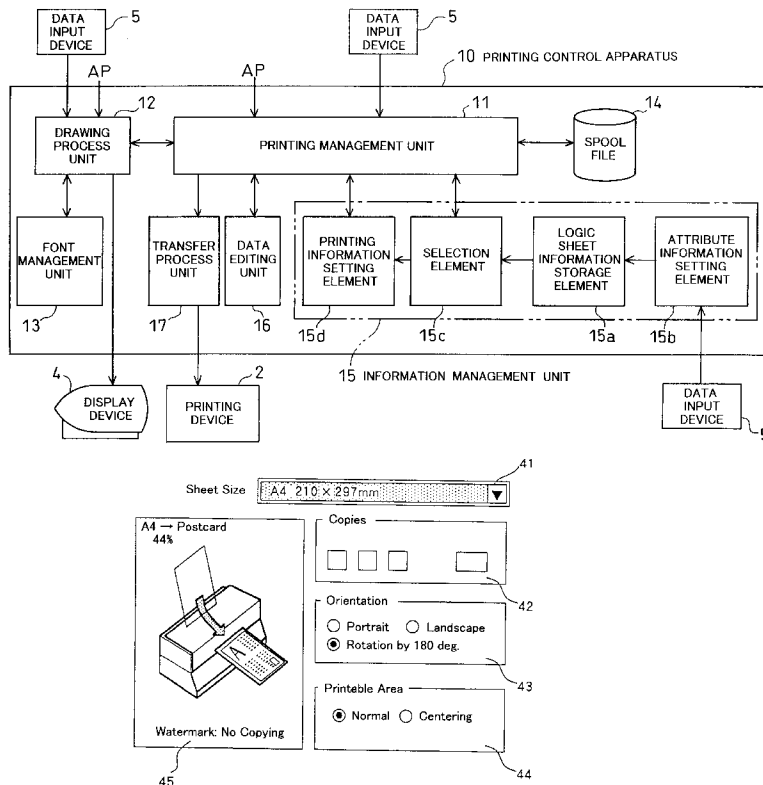 DATA INPUT DEVICE
5
DATA INPUT DEVICE
5
10 PRINTING CONTROL APPARATUS
AP
AP
12
11
14
DRAWING PROCESS UNIT
PRINTING MANAGEMENT UNIT
SPOOL FILE
FONT MANAGEMENT UNIT
TRANSFER PROCESS UNIT
DATA EDITING UNIT
PRINTING INFORMATION SETTING ELEMENT
SELECTION ELEMENT
LOGIC SHEET INFORMATION STORAGE ELEMENT
ATTRIBUTE INFORMATION SETTING ELEMENT
13
17
16
15d
15c
15a
15b
15 INFORMATION MANAGEMENT UNIT
4
DISPLAY DEVICE
2
PRINTING DEVICE
DATA INPUT DEVICE
5
41
Sheet Size
A4 210 × 297mm
A4 → Postcard
44%
A
Watermark: No Copying
45
Copies
42
Orientation
Portrait
Landscape
Rotation by 180 deg.
43
Printable Area
Normal
Centering
44